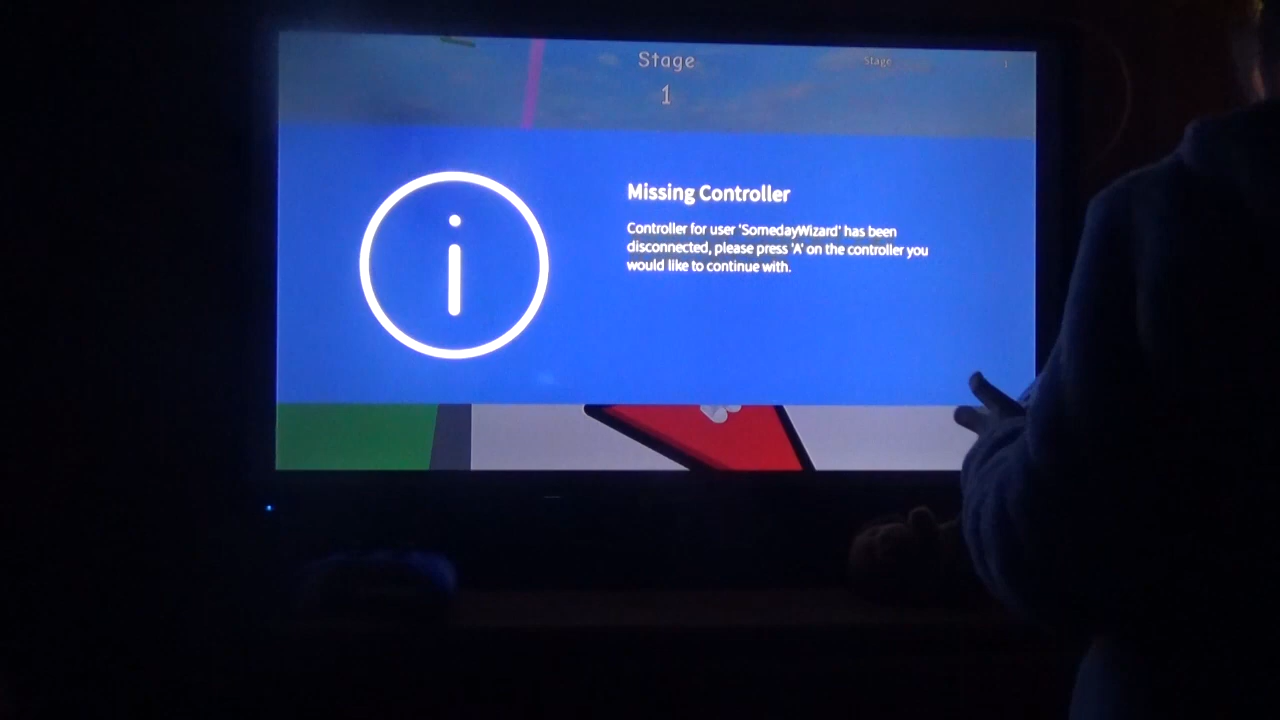 Stage
1
Stage
Missing Controller
Controller for user 'SomedayWizard' has been
disconnected, please press 'A' on the controller you
would like to continue with.